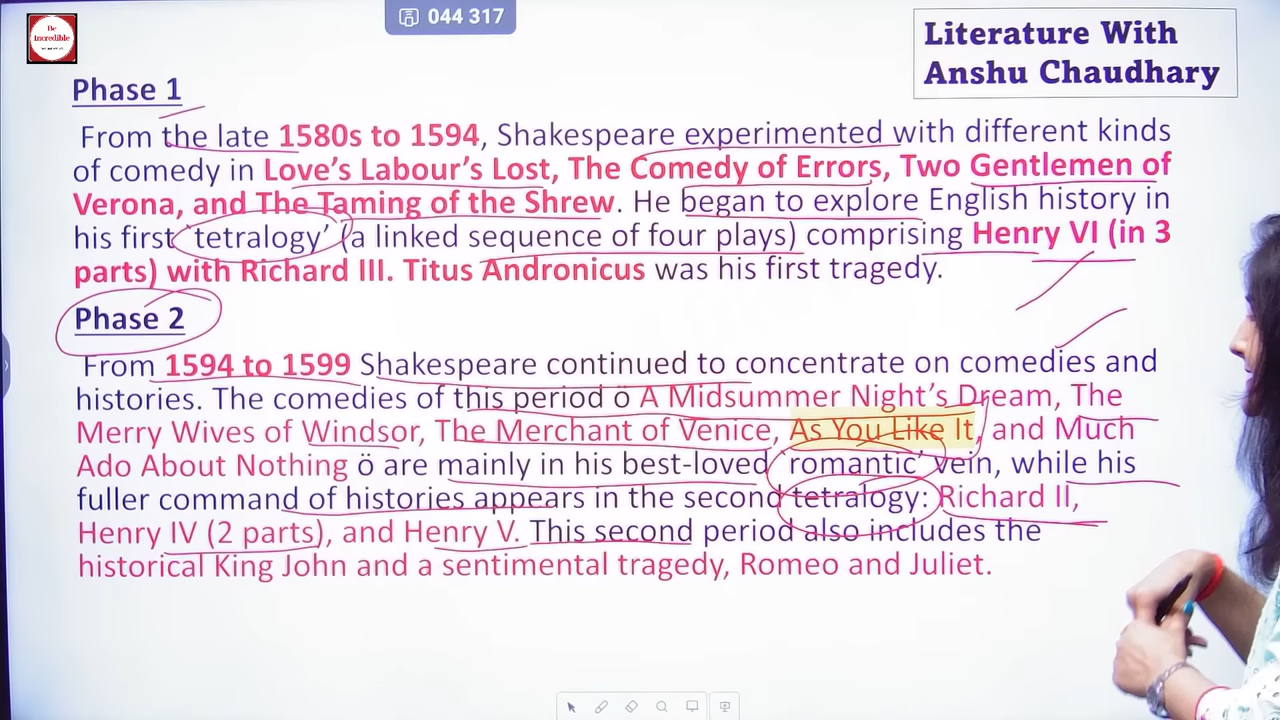 Be
Incredible
044 317
Literature With
Anshu Chaudhary
Phase 1
From the late 1580s to 1594, Shakespeare experimented with different kinds
of comedy in Love’s Labour’s Lost, The Comedy of Errors, Two Gentlemen of
Verona, and The Taming of the Shrew. He began to explore English history in
his first ‘tetralogy’ (a linked sequence of four plays) comprising Henry VI (in 3
parts) with Richard III. Titus Andronicus was his first tragedy.
Phase 2
From 1594 to 1599 Shakespeare continued to concentrate on comedies and
histories. The comedies of this period ö A Midsummer Night’s Dream, The
Merry Wives of Windsor, The Merchant of Venice, As You Like It, and Much
Ado About Nothing ö are mainly in his best-loved ‘romantic’ vein, while his
fuller command of histories appears in the second tetralogy: Richard II,
Henry IV (2 parts), and Henry V. This second period also includes the
historical King John and a sentimental tragedy, Romeo and Juliet.